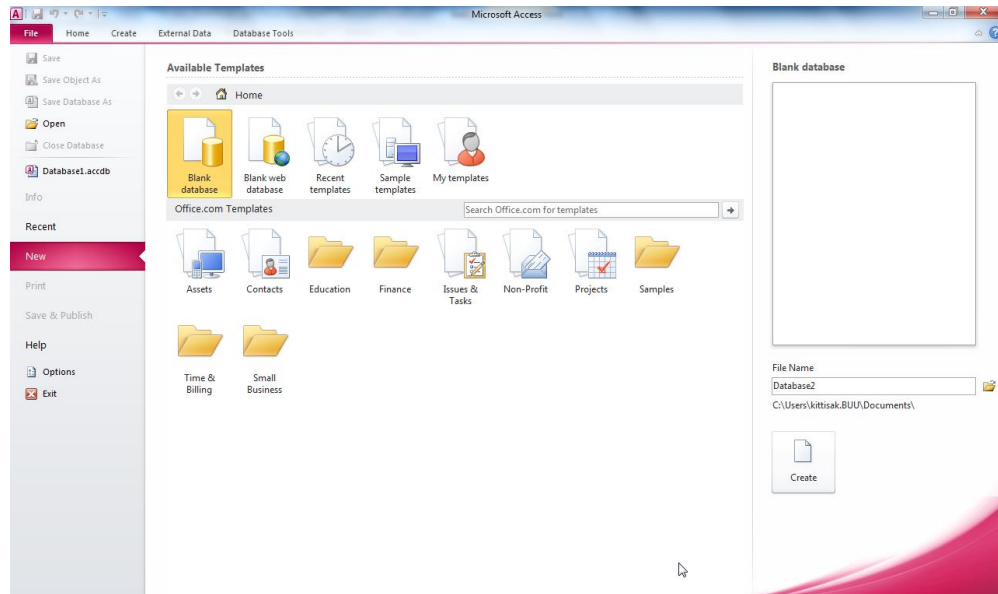 Microsoft Access
File Home Create External Data Database Tools
Save
Save Object As
Save Database As
Open
Close Database
Database1.accdb
Info
Recent
New
Print
Save & Publish
Help
Options
Exit
Available Templates
Home
Blank database
Blank web database
Recent templates
Sample templates
My templates
Office.com Templates
Search Office.com for templates
Assets
Contacts
Education
Finance
Issues & Tasks
Non-Profit
Projects
Samples
Time & Billing
Small Business
Blank database
File Name
Database2
C:\Users\kittisak.BUU\Documents\
Create